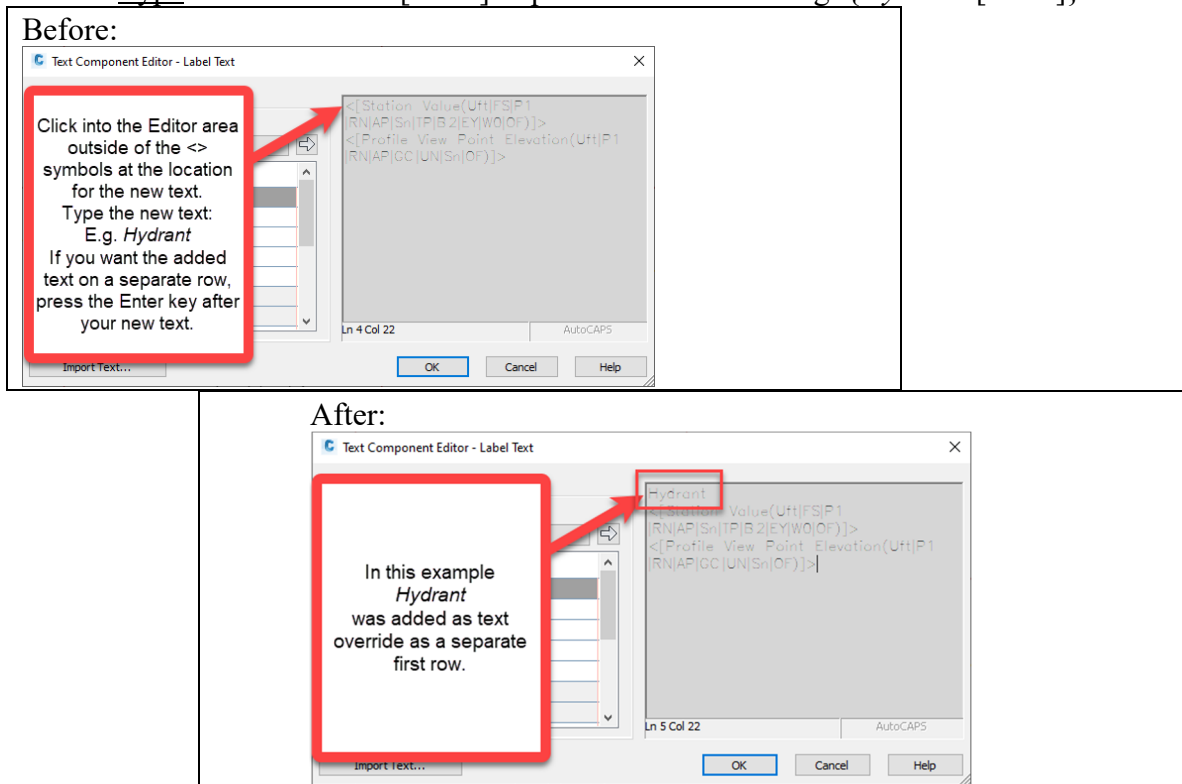 Before:
Text Component Editor - Label Text
Click into the Editor area
outside of the <>
symbols at the location
for the new text.
Type the new text:
E.g. Hydrant
If you want the added
text on a separate row,
press the Enter key after
your new text.
<[Station Value(Uft|FS|P1
|RN|AP|Sn|TP|B2|EY|W0|OF)]>
<[Profile View Point Elevation(Uft|P1
|RN|AP|GC|UN|Sn|OF)]>
Ln 4 Col 22
AutoCAPS
Import Text...
OK
Cancel
Help
After:
Text Component Editor - Label Text
In this example
Hydrant
was added as text
override as a separate
first row.
Hydrant
<[Station Value(Uft|FS|P1
|RN|AP|Sn|TP|B2|EY|W0|OF)]>
<[Profile View Point Elevation(Uft|P1
|RN|AP|GC|UN|Sn|OF)]>
Ln 5 Col 22
AutoCAPS
Import Text...
OK
Cancel
Help